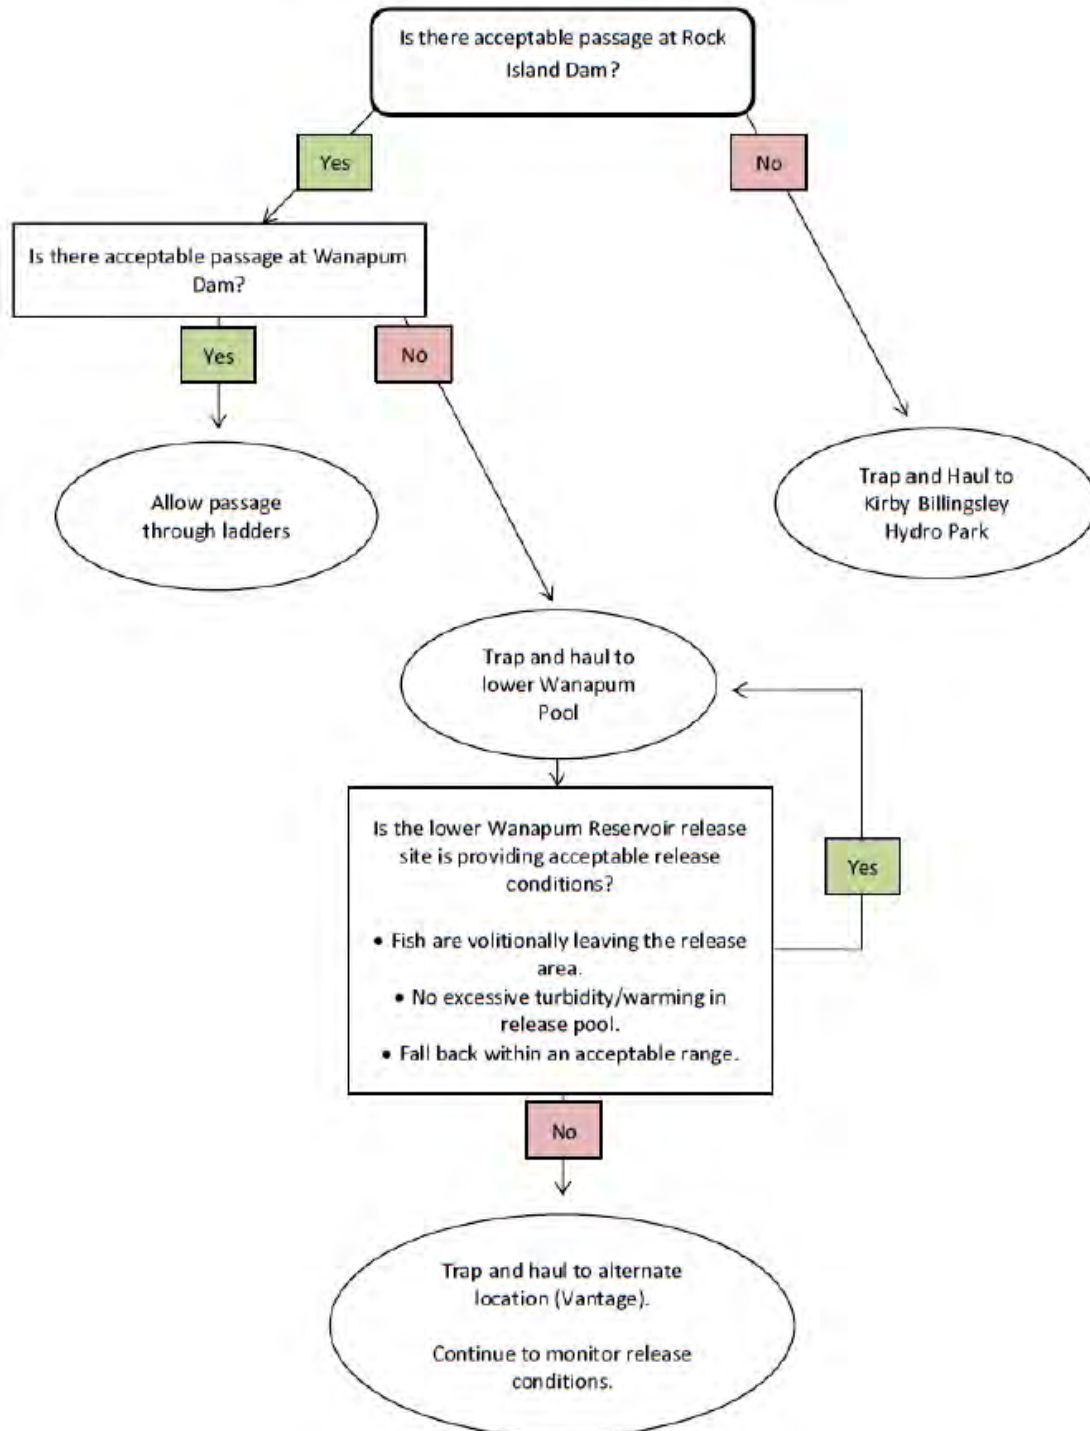 Is there acceptable passage at Rock
Island Dam?
Yes
No
Is there acceptable passage at Wanapum
Dam?
Yes
No
Allow passage
through ladders
Trap and Haul to
Kirby Billingsley
Hydro Park
Trap and haul to
lower Wanapum
Pool
Is the lower Wanapum Reservoir release
site is providing acceptable release
conditions?
• Fish are volitionally leaving the release
area.
• No excessive turbidity/warming in
release pool.
• Fall back within an acceptable range.
Yes
No
Trap and haul to alternate
location (Vantage).
Continue to monitor release
conditions.